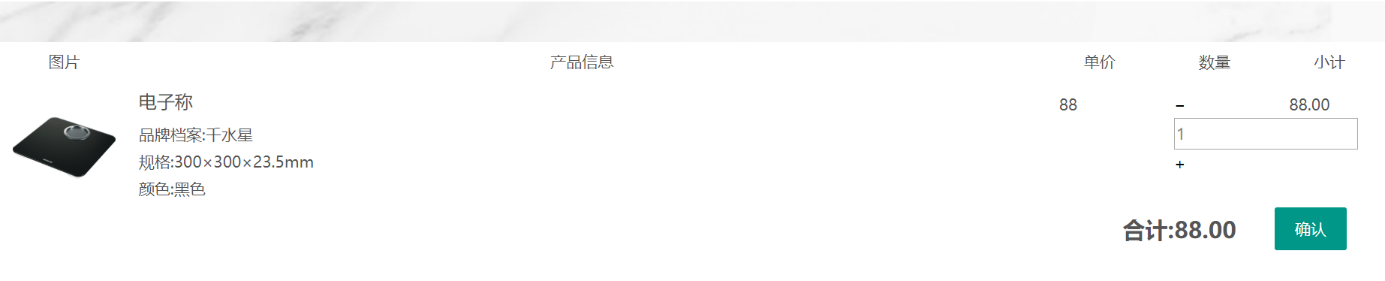 图片 产品信息 单价 数量 小计
电子称 88 − 88.00
品牌档案:千水星 1
规格:300×300×23.5mm +
颜色:黑色
合计:88.00 确认